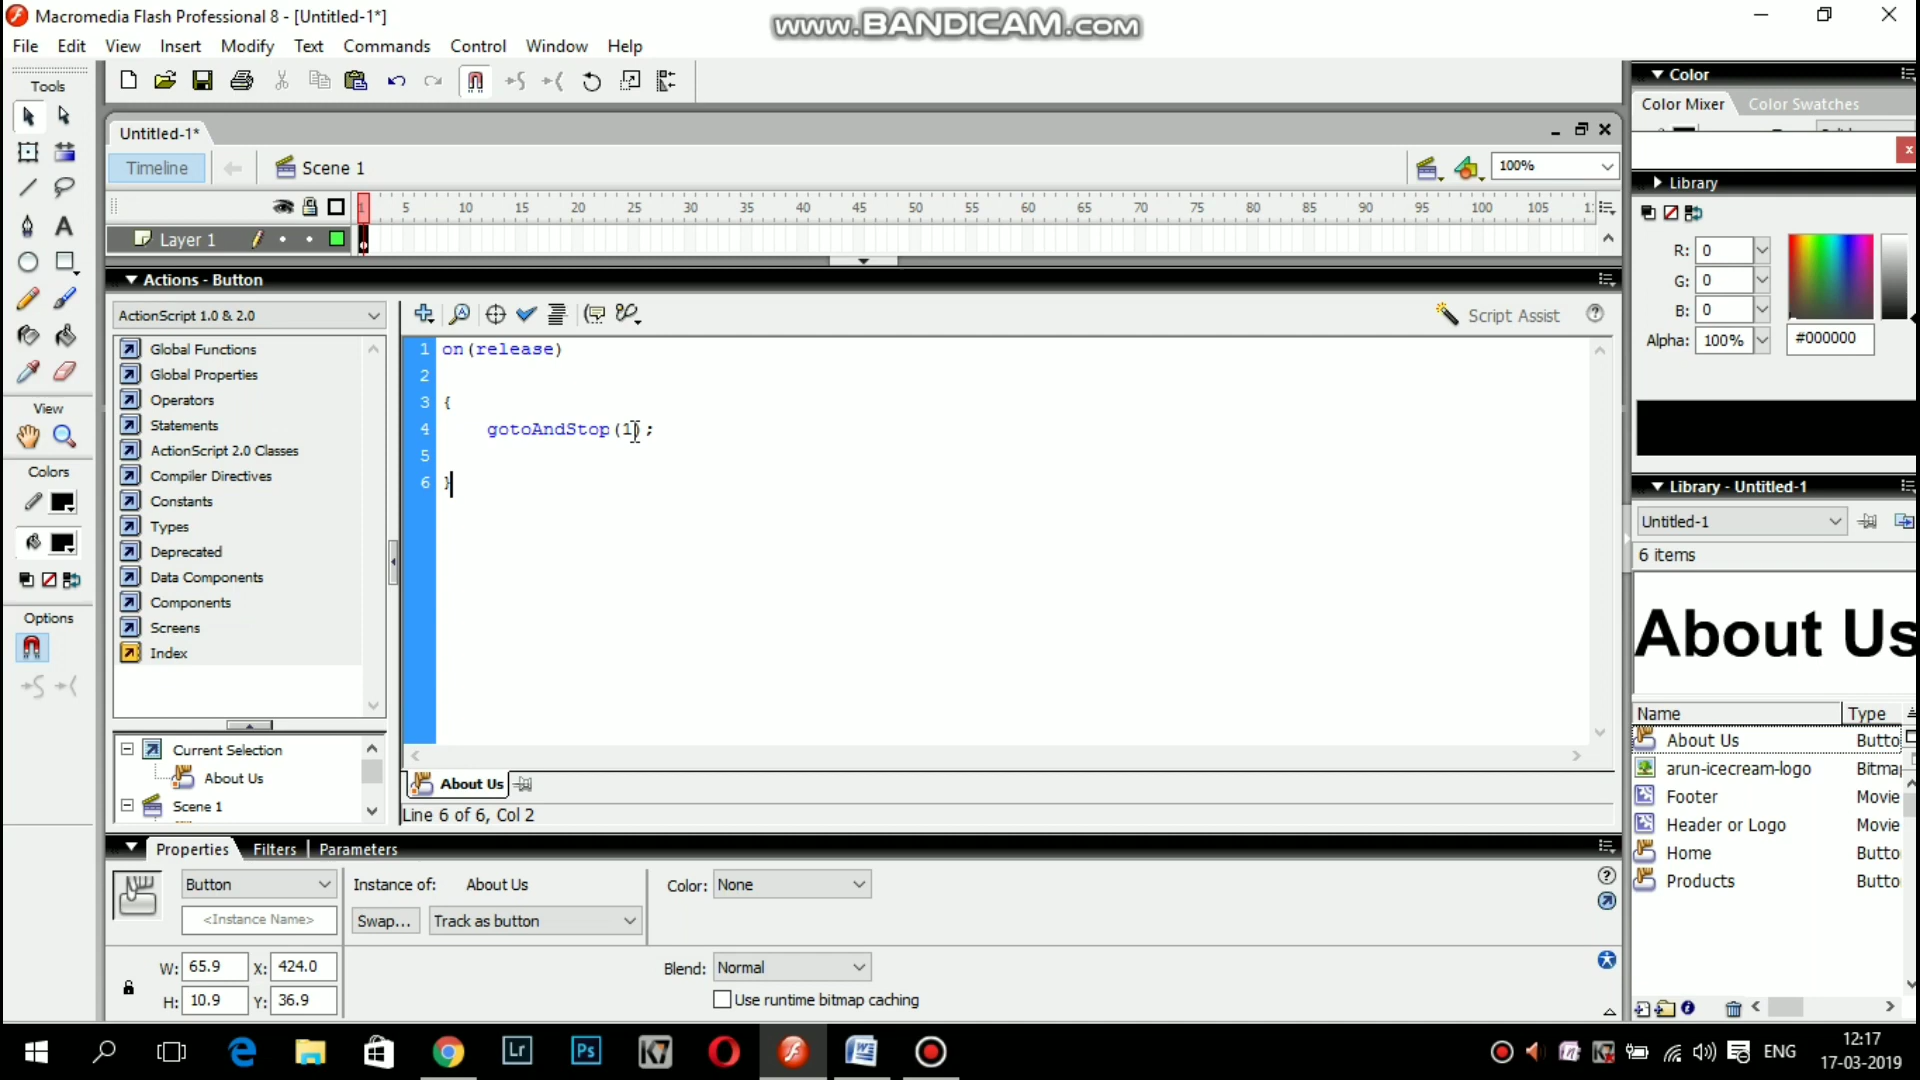 Macromedia Flash Professional 8 - [Untitled-1*]
www.BANDICAM.com
File Edit View Insert Modify Text Commands Control Window Help
Tools
Untitled-1*
Timeline
Scene 1
100%
1 5 10 15 20 25 30 35 40 45 50 55 60 65 70 75 80 85 90 95 100 105
Layer 1
Actions - Button
ActionScript 1.0 & 2.0
Script Assist
Global Functions
Global Properties
Operators
Statements
ActionScript 2.0 Classes
Compiler Directives
Constants
Types
Deprecated
Data Components
Components
Screens
Index
1 on(release)
2
3 {
4 gotoAndStop(1);
5
6 }
Current Selection
About Us
Scene 1
About Us
Line 6 of 6, Col 2
View
Colors
Options
Properties Filters Parameters
Button
Instance of: About Us
Color: None
<Instance Name>
Swap...
Track as button
W: 65.9 X: 424.0
H: 10.9 Y: 36.9
Blend: Normal
Use runtime bitmap caching
Color
Color Mixer Color Swatches
Library
R: 0
G: 0
B: 0
Alpha: 100%
#000000
Library - Untitled-1
Untitled-1
6 items
About Us
Name Type
About Us Butto
arun-icecream-logo Bitma
Footer Movie
Header or Logo Movie
Home Butto
Products Butto
Lr
Ps
K7
ENG
12:17
17-03-2019